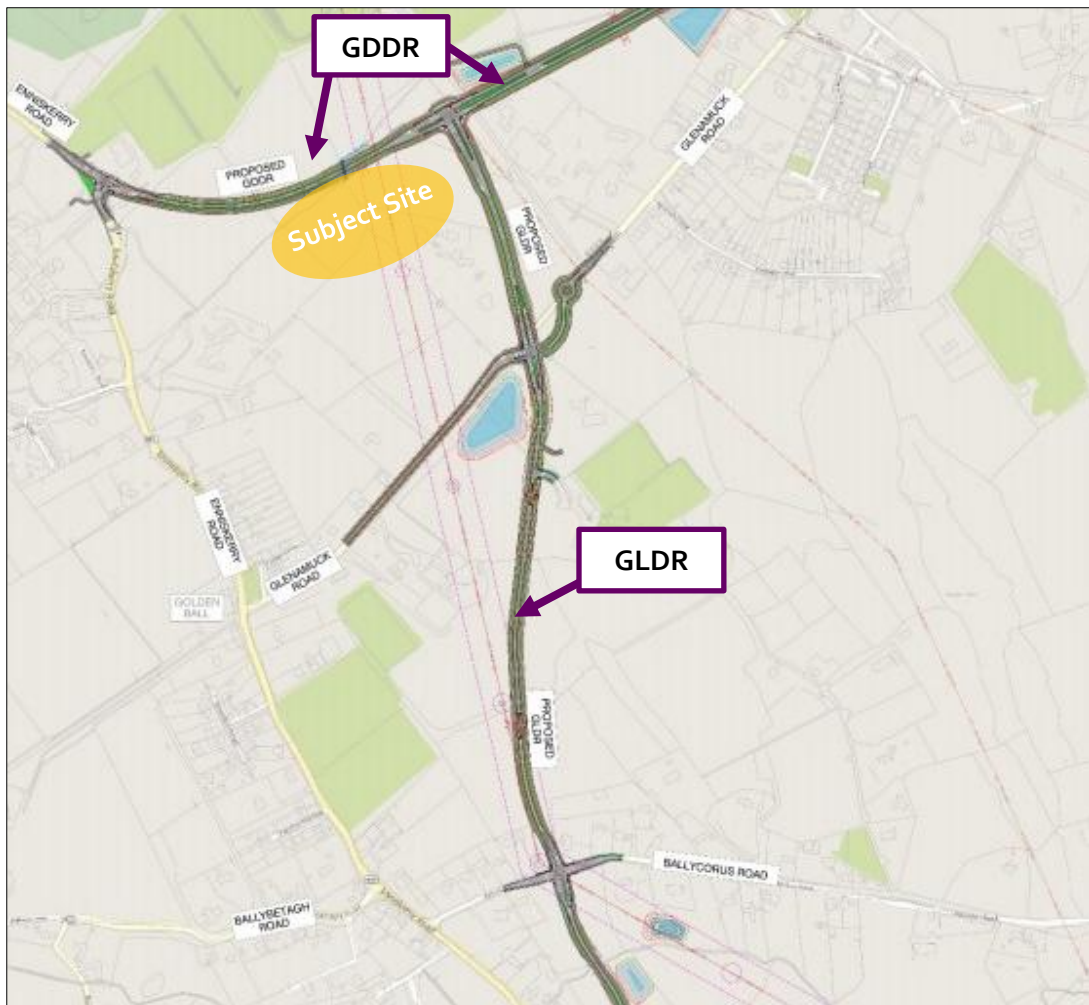 GDDR
ENNISKERRY
ROAD
GLENAMUCK
ROAD
PROPOSED
GDDR
Subject Site
PROPOSED
GLDR
ENNISKERRY
ROAD
GLENAMUCK
ROAD
GOLDEN
BALL
GLDR
PROPOSED
GLDR
BALLYCORUS ROAD
BALLYBETAGH
ROAD